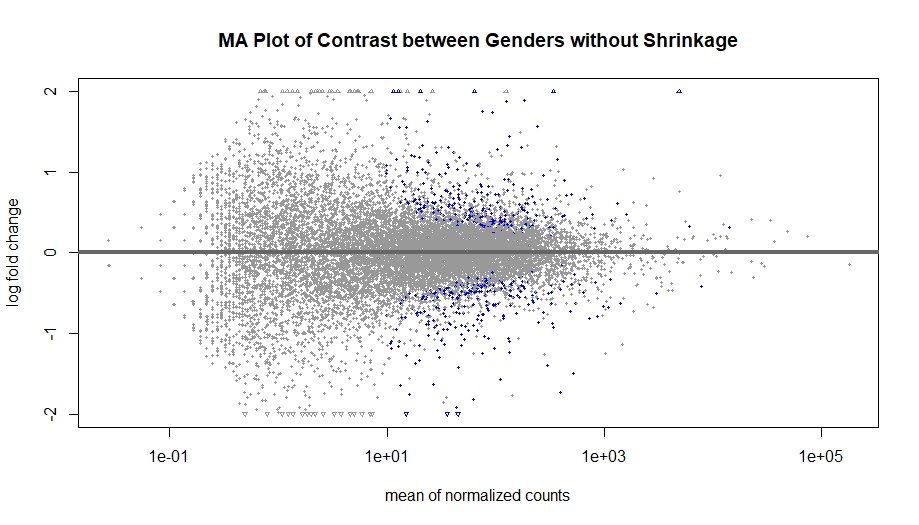 MA Plot of Contrast between Genders without Shrinkage
log fold change
2
1
0
-1
-2
1e-01
1e+01
1e+03
1e+05
mean of normalized counts